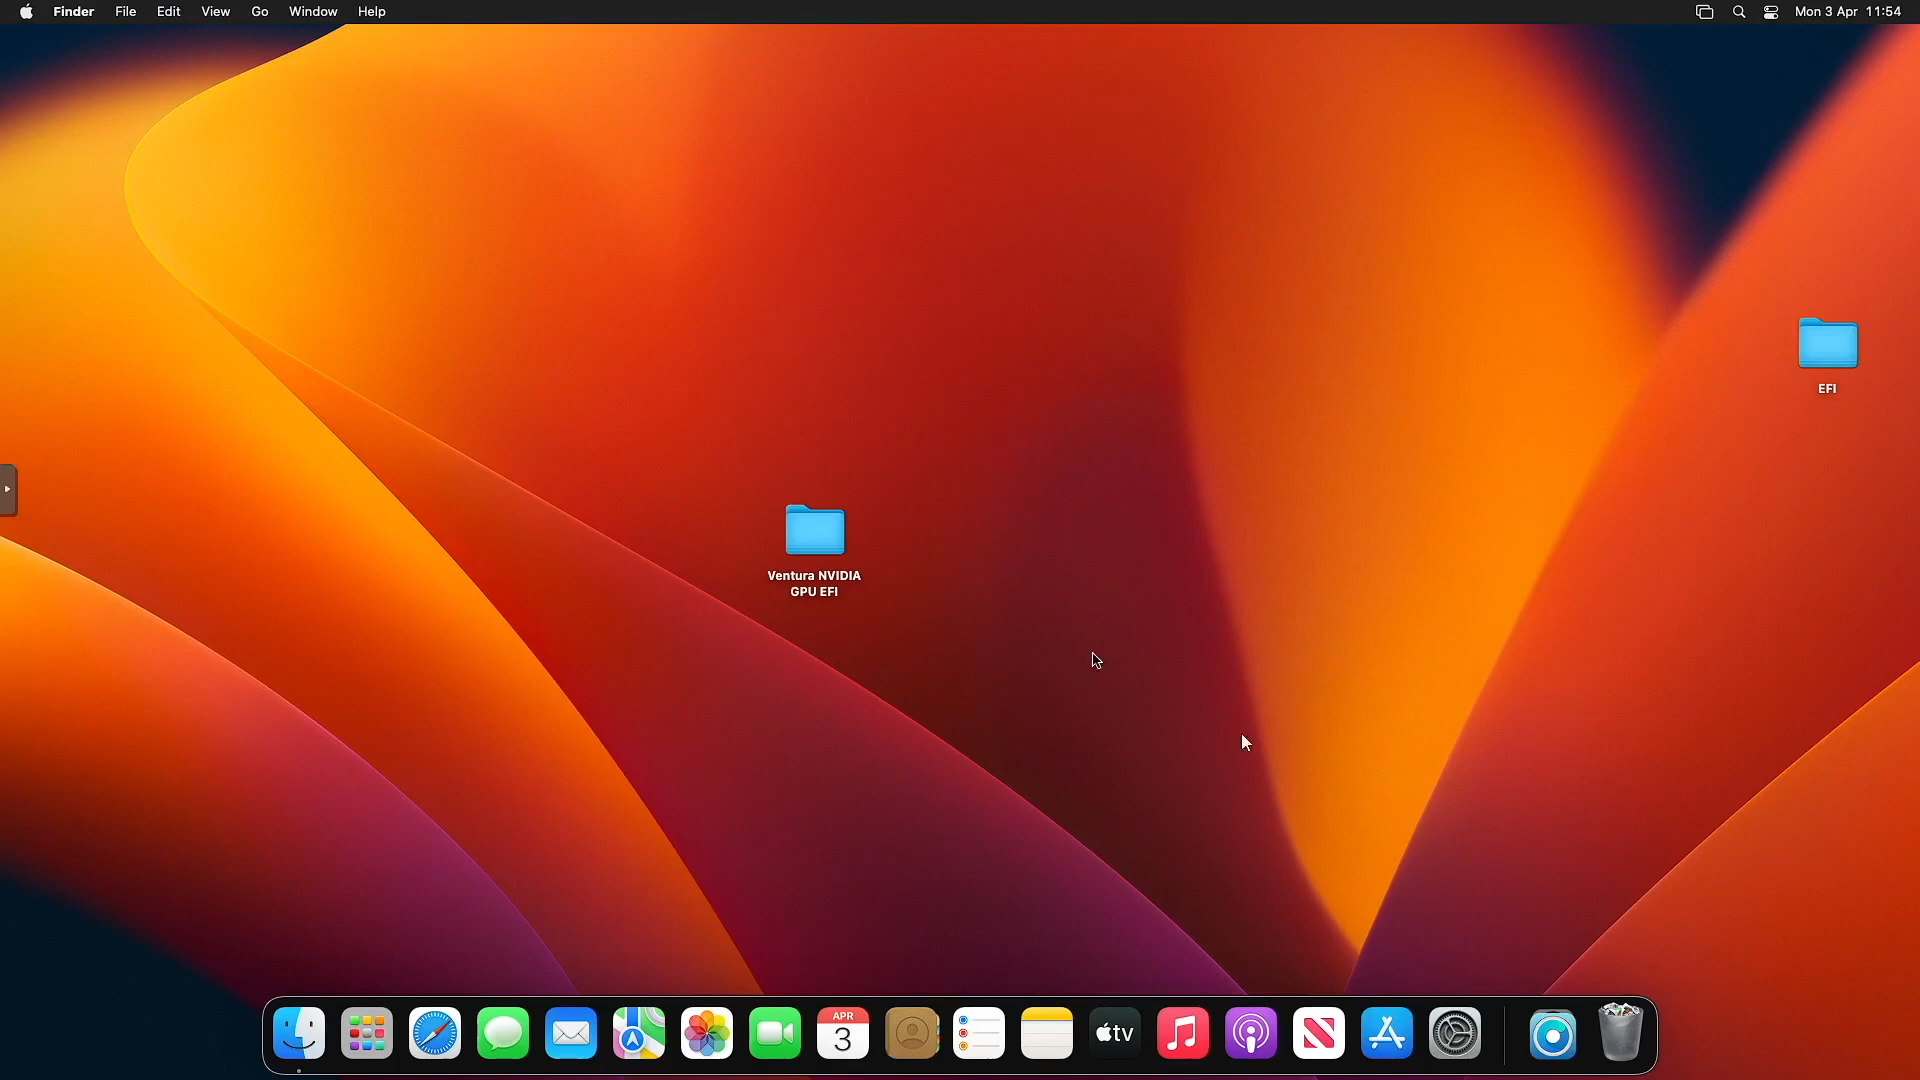 Finder File Edit View Go Window Help
Mon 3 Apr 11:54
EFI
Ventura NVIDIA
GPU EFI
APR
3
tv